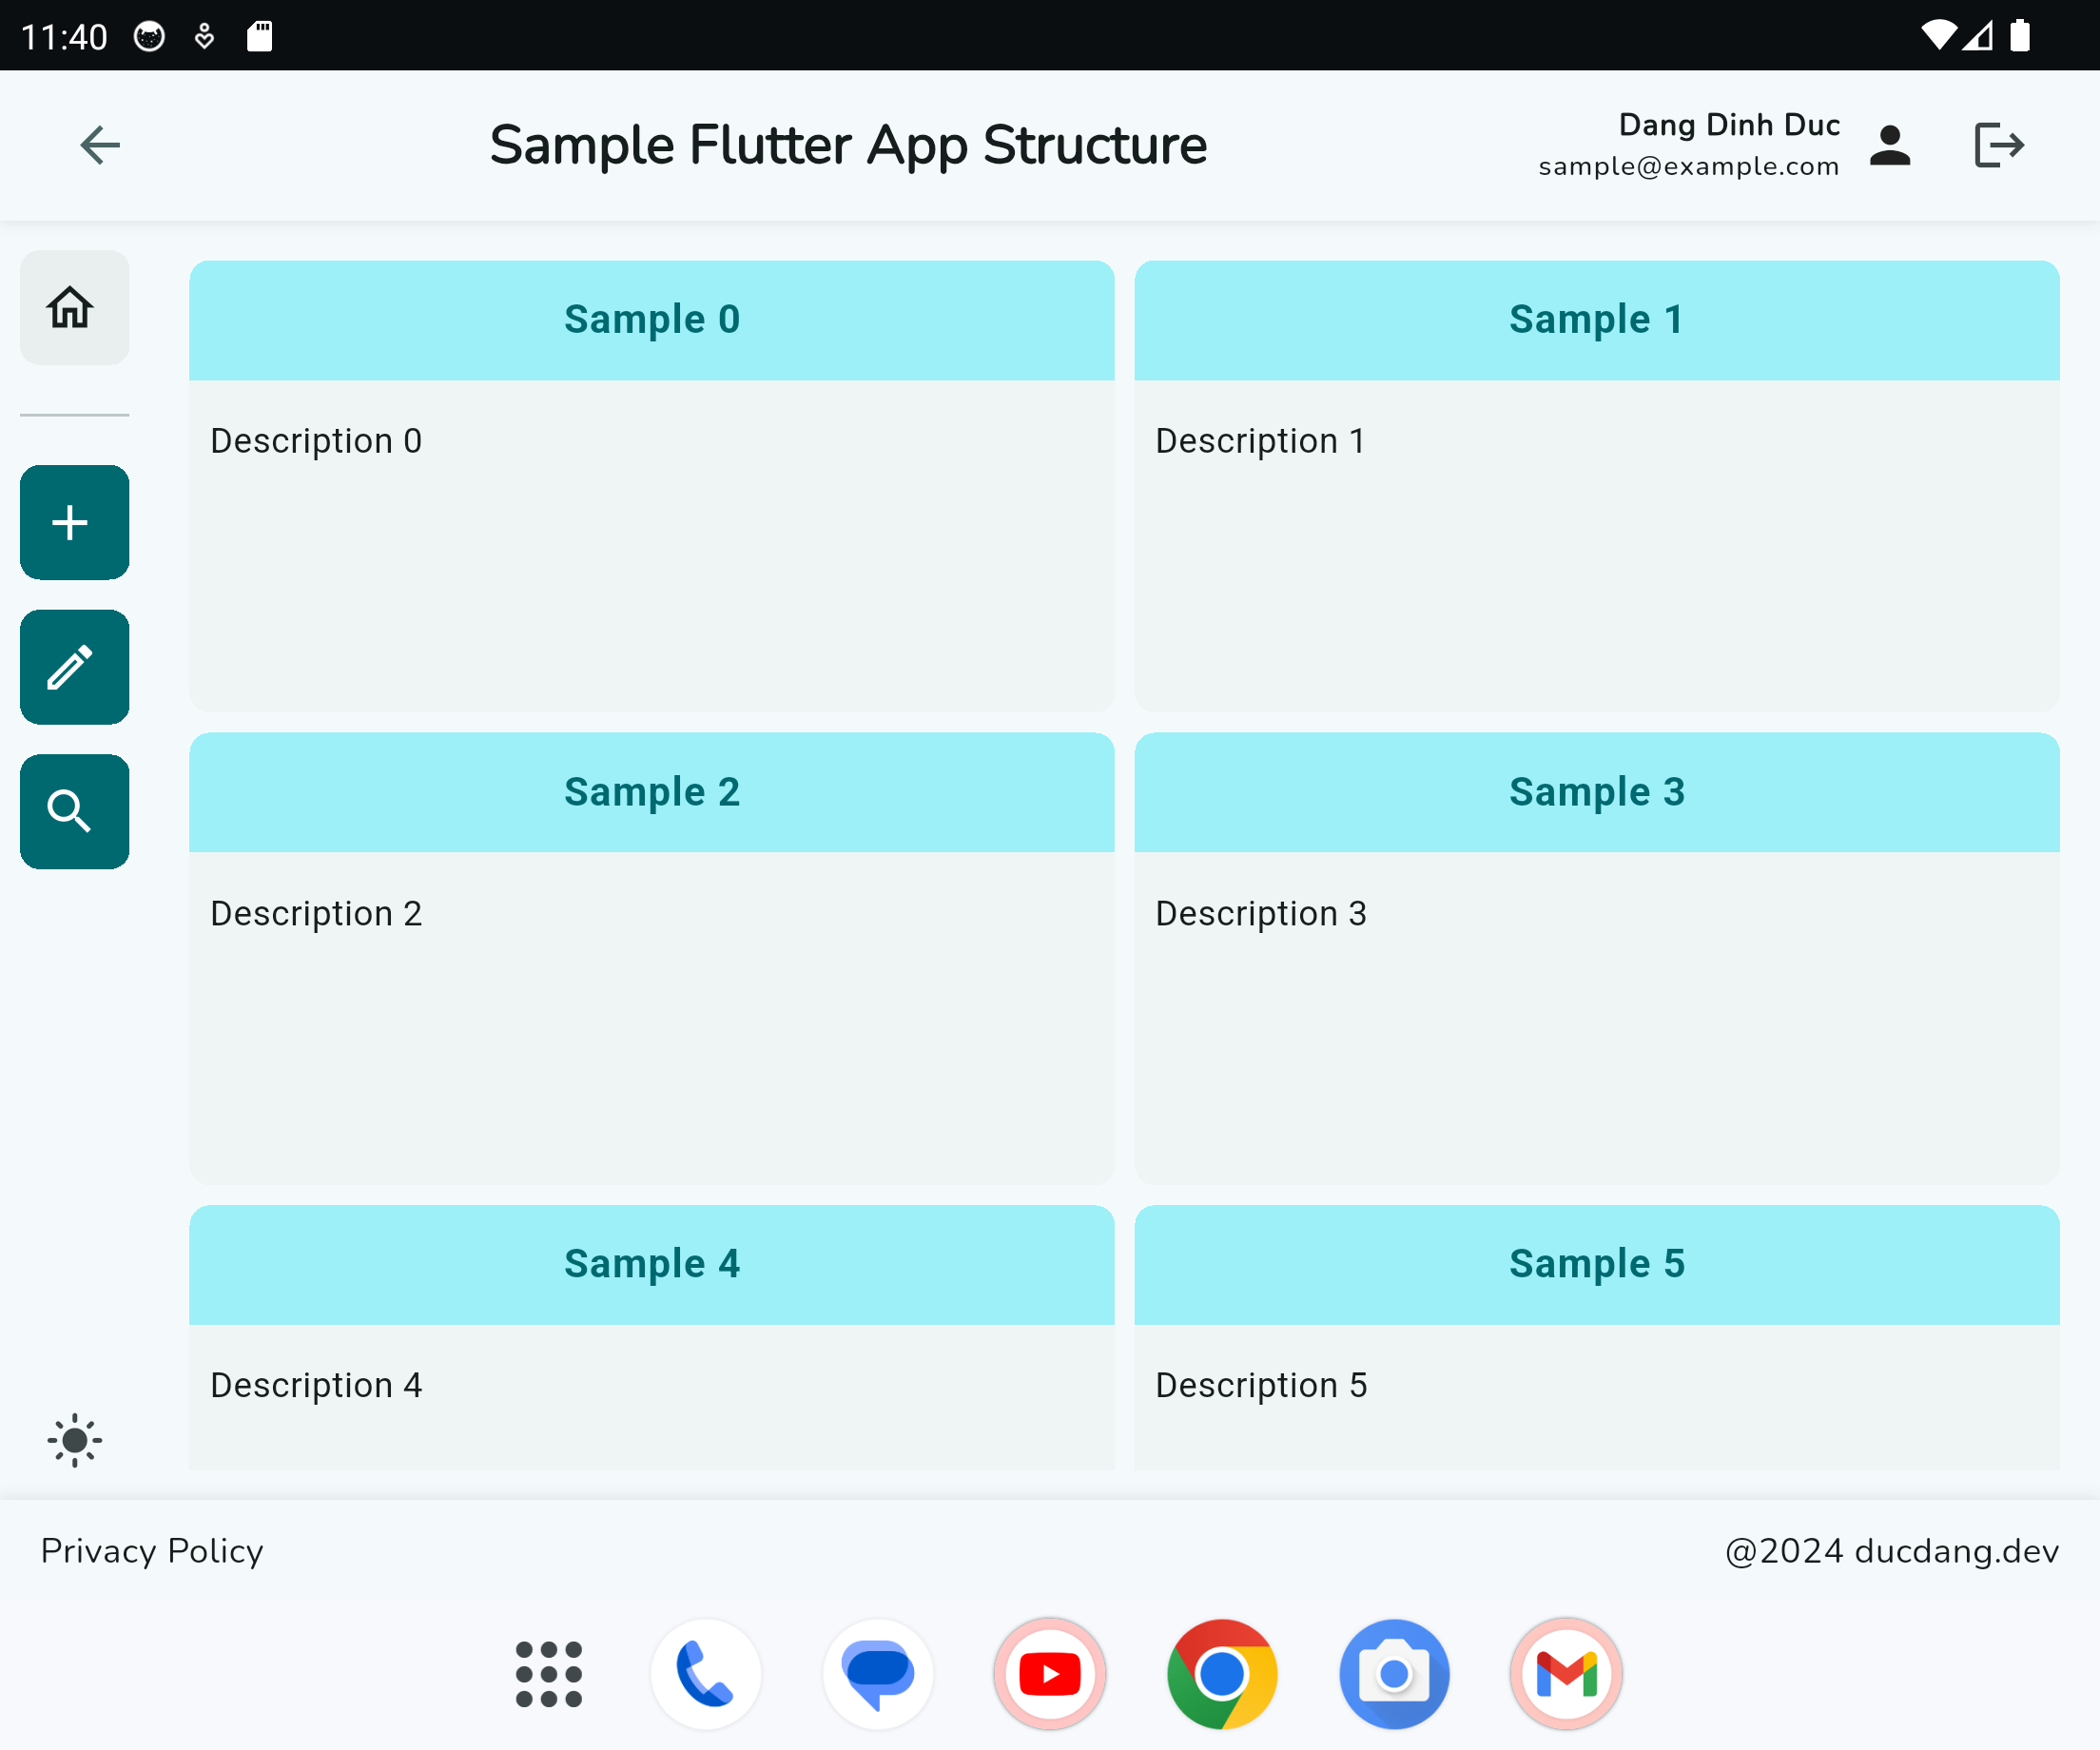 11:40
Sample Flutter App Structure
Dang Dinh Duc
sample@example.com
Sample 0
Sample 1
Description 0
Description 1
Sample 2
Sample 3
Description 2
Description 3
Sample 4
Sample 5
Description 4
Description 5
Privacy Policy
@2024 ducdang.dev